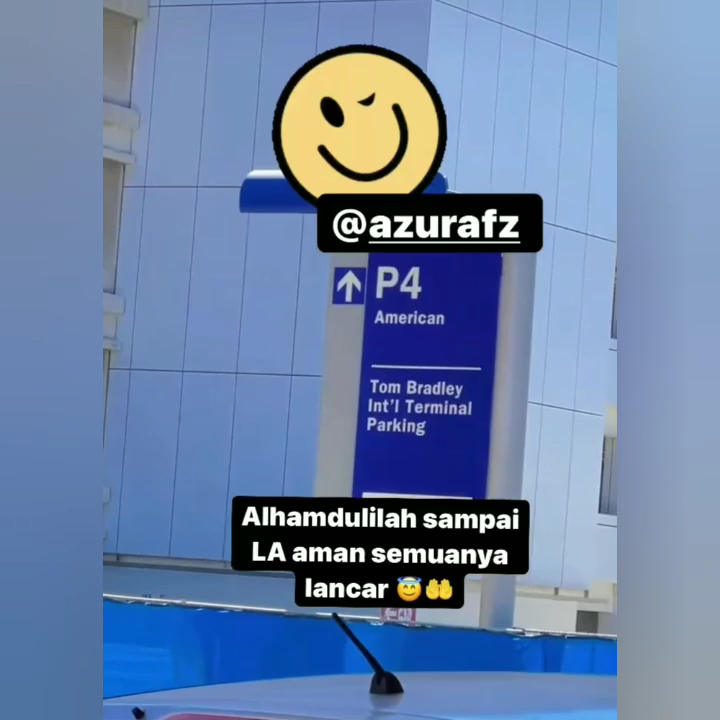 @azurafz
P4
American
Tom Bradley
Int'l Terminal
Parking
Alhamdulilah sampai
LA aman semuanya
lancar 😇🤲